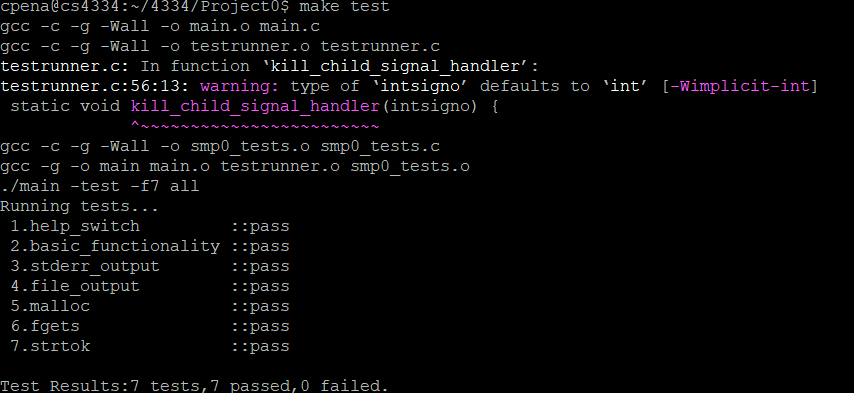 cpena@cs4334:~/4334/Project0$ make test
gcc -c -g -Wall -o main.o main.c
gcc -c -g -Wall -o testrunner.o testrunner.c
testrunner.c: In function ‘kill_child_signal_handler’:
testrunner.c:56:13: warning: type of ‘intsigno’ defaults to ‘int’ [-Wimplicit-int]
 static void kill_child_signal_handler(intsigno) {
             ^~~~~~~~~~~~~~~~~~~~~~~~~
gcc -c -g -Wall -o smp0_tests.o smp0_tests.c
gcc -g -o main main.o testrunner.o smp0_tests.o
./main -test -f7 all
Running tests...
 1.help_switch         ::pass
 2.basic_functionality ::pass
 3.stderr_output       ::pass
 4.file_output         ::pass
 5.malloc              ::pass
 6.fgets               ::pass
 7.strtok              ::pass

Test Results:7 tests,7 passed,0 failed.